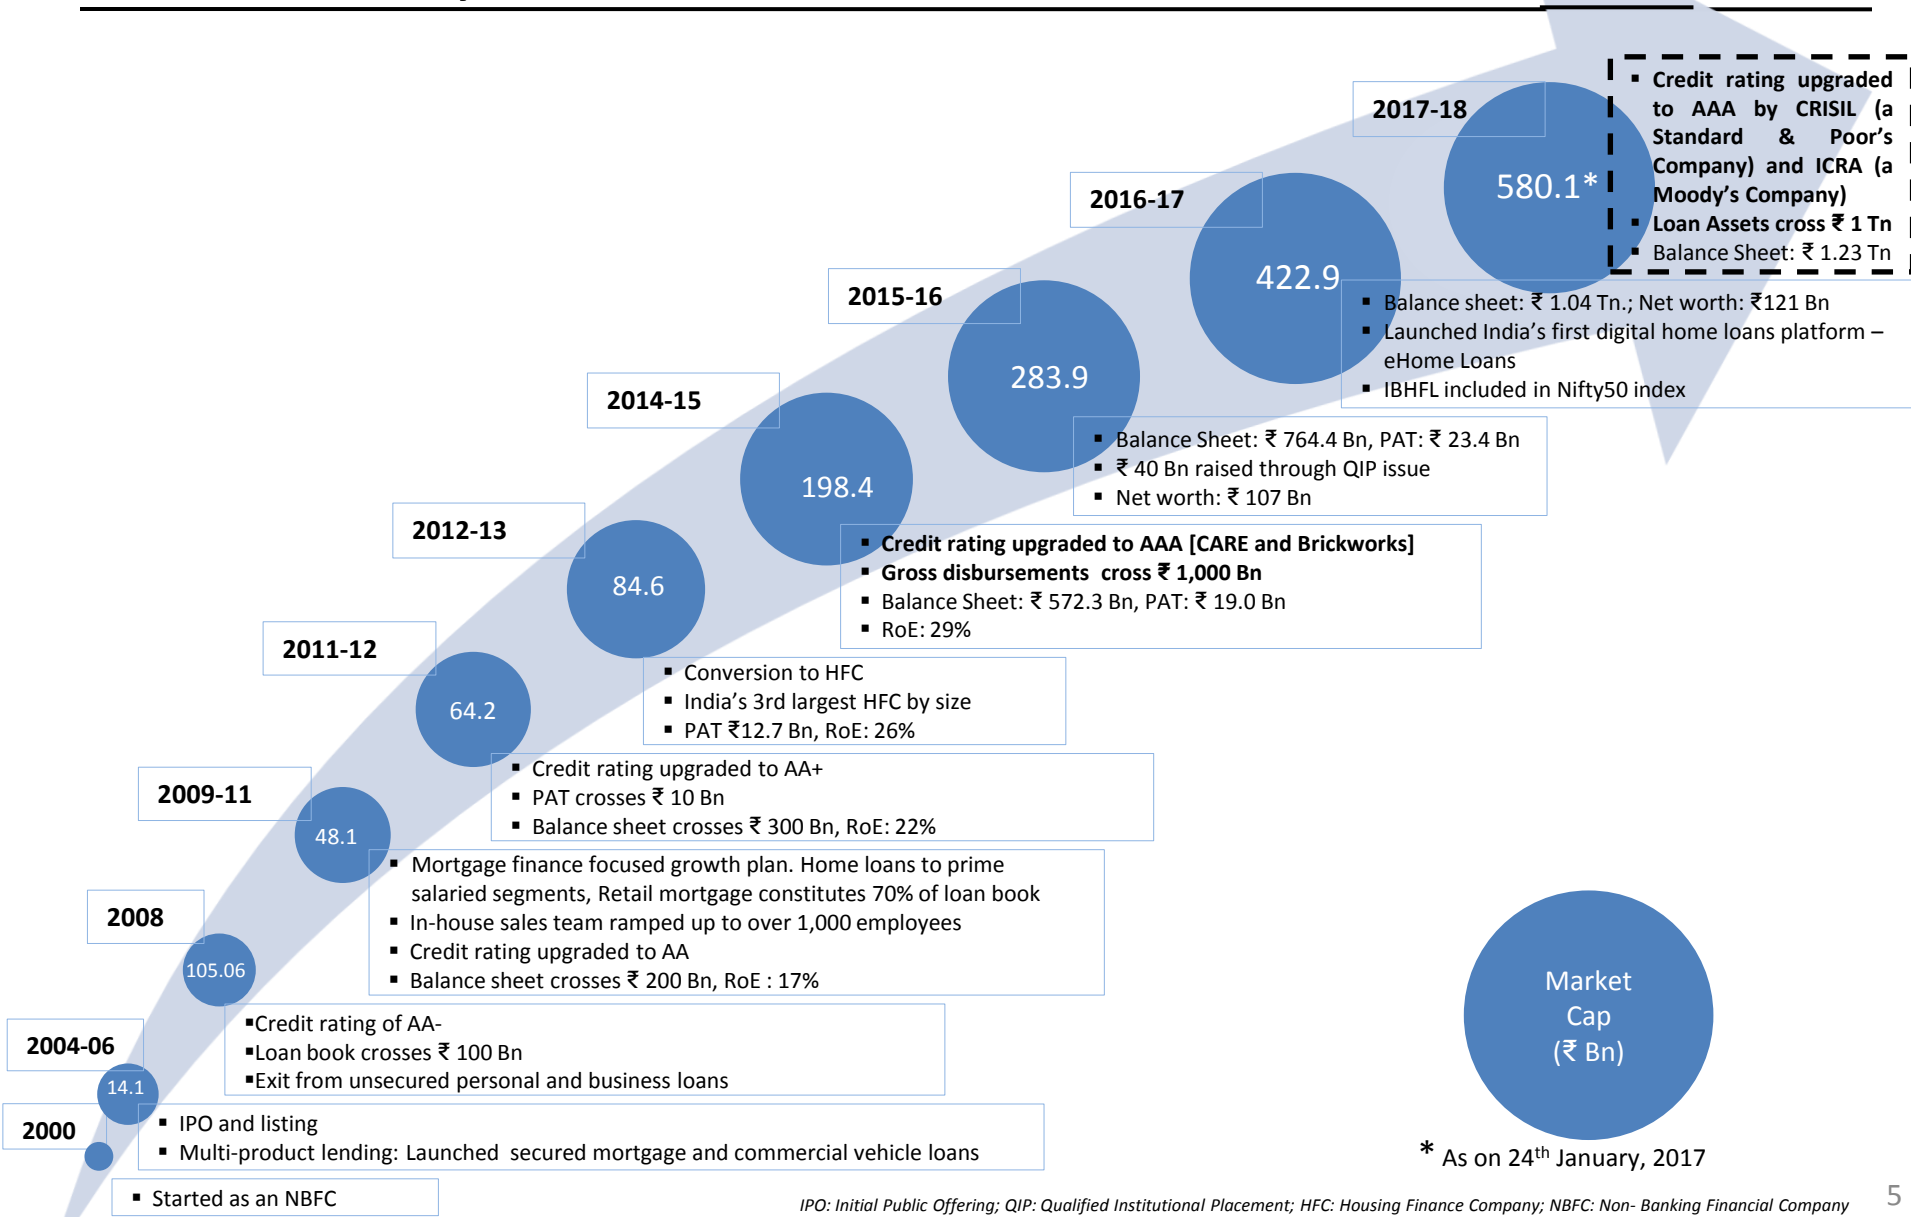 2017-18
580.1*
▪ Credit rating upgraded
to AAA by CRISIL (a
Standard & Poor's
Company) and ICRA (a
Moody's Company)
▪ Loan Assets cross ₹ 1 Tn
▪ Balance Sheet: ₹ 1.23 Tn
2016-17
422.9
▪ Balance sheet: ₹ 1.04 Tn.; Net worth: ₹121 Bn
▪ Launched India's first digital home loans platform –
eHome Loans
▪ IBHFL included in Nifty50 index
2015-16
283.9
▪ Balance Sheet: ₹ 764.4 Bn, PAT: ₹ 23.4 Bn
▪ ₹ 40 Bn raised through QIP issue
▪ Net worth: ₹ 107 Bn
2014-15
198.4
▪ Credit rating upgraded to AAA [CARE and Brickworks]
▪ Gross disbursements cross ₹ 1,000 Bn
▪ Balance Sheet: ₹ 572.3 Bn, PAT: ₹ 19.0 Bn
▪ RoE: 29%
2012-13
84.6
▪ Conversion to HFC
▪ India's 3rd largest HFC by size
▪ PAT ₹12.7 Bn, RoE: 26%
2011-12
64.2
▪ Credit rating upgraded to AA+
▪ PAT crosses ₹ 10 Bn
▪ Balance sheet crosses ₹ 300 Bn, RoE: 22%
2009-11
48.1
▪ Mortgage finance focused growth plan. Home loans to prime
salaried segments, Retail mortgage constitutes 70% of loan book
▪ In-house sales team ramped up to over 1,000 employees
▪ Credit rating upgraded to AA
▪ Balance sheet crosses ₹ 200 Bn, RoE : 17%
2008
105.06
▪Credit rating of AA-
▪Loan book crosses ₹ 100 Bn
▪Exit from unsecured personal and business loans
2004-06
14.1
▪ IPO and listing
▪ Multi-product lending: Launched secured mortgage and commercial vehicle loans
2000
▪ Started as an NBFC
Market
Cap
(₹ Bn)
* As on 24th January, 2017
IPO: Initial Public Offering; QIP: Qualified Institutional Placement; HFC: Housing Finance Company; NBFC: Non- Banking Financial Company
5